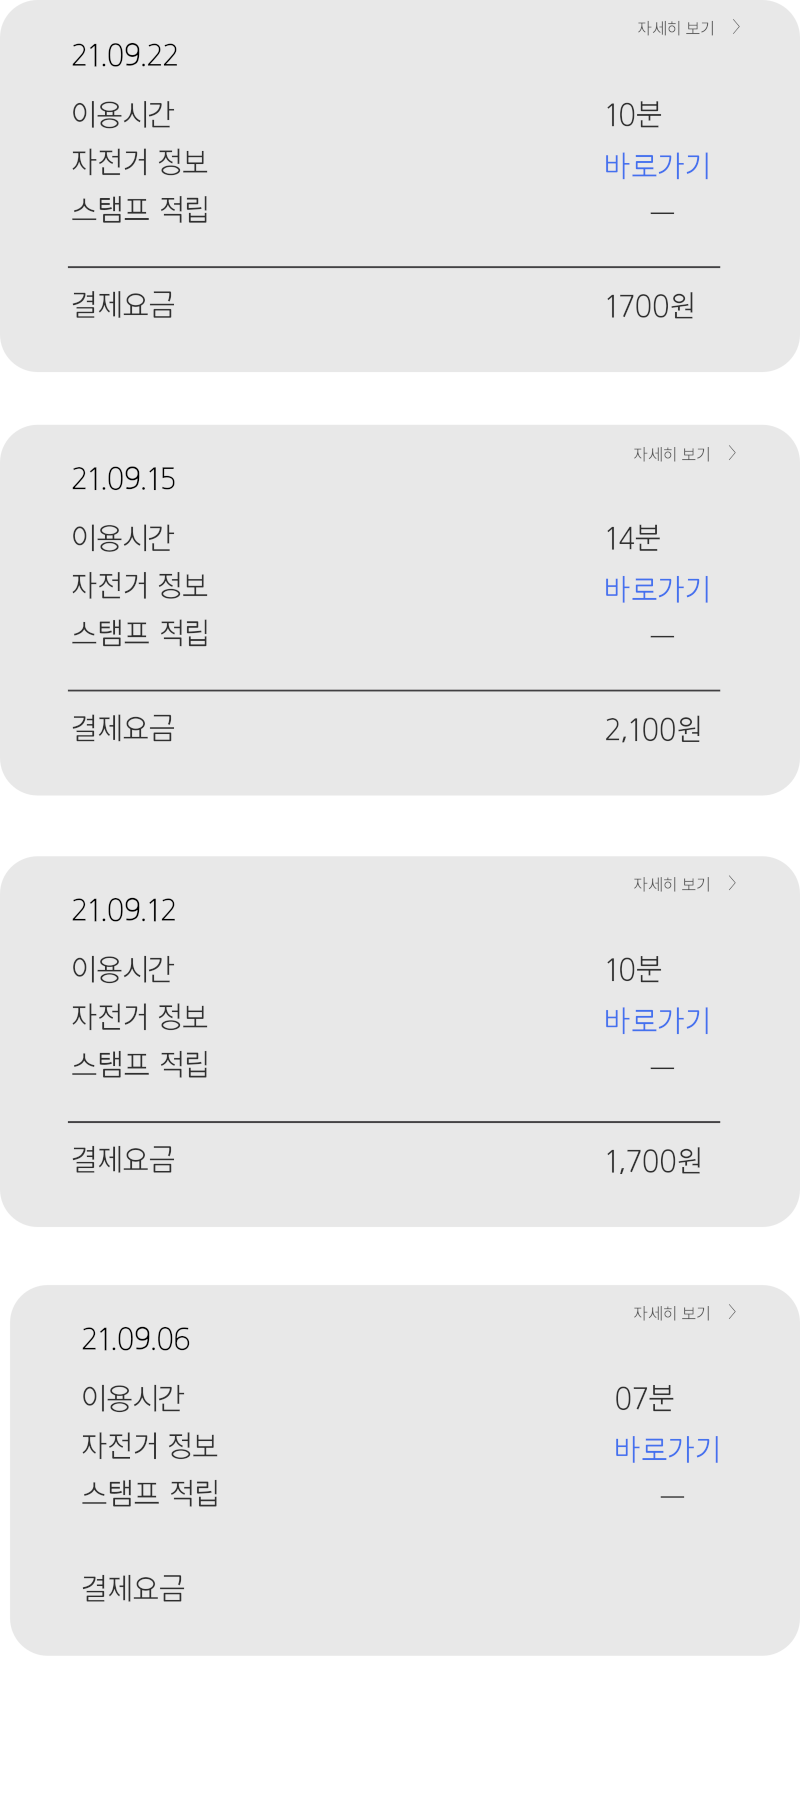 자세히 보기 >
21.09.22
이용시간 10분
자전거 정보 바로가기
스탬프 적립 —
결제요금 1700원
자세히 보기 >
21.09.15
이용시간 14분
자전거 정보 바로가기
스탬프 적립 —
결제요금 2,100원
자세히 보기 >
21.09.12
이용시간 10분
자전거 정보 바로가기
스탬프 적립 —
결제요금 1,700원
자세히 보기 >
21.09.06
이용시간 07분
자전거 정보 바로가기
스탬프 적립 —
결제요금